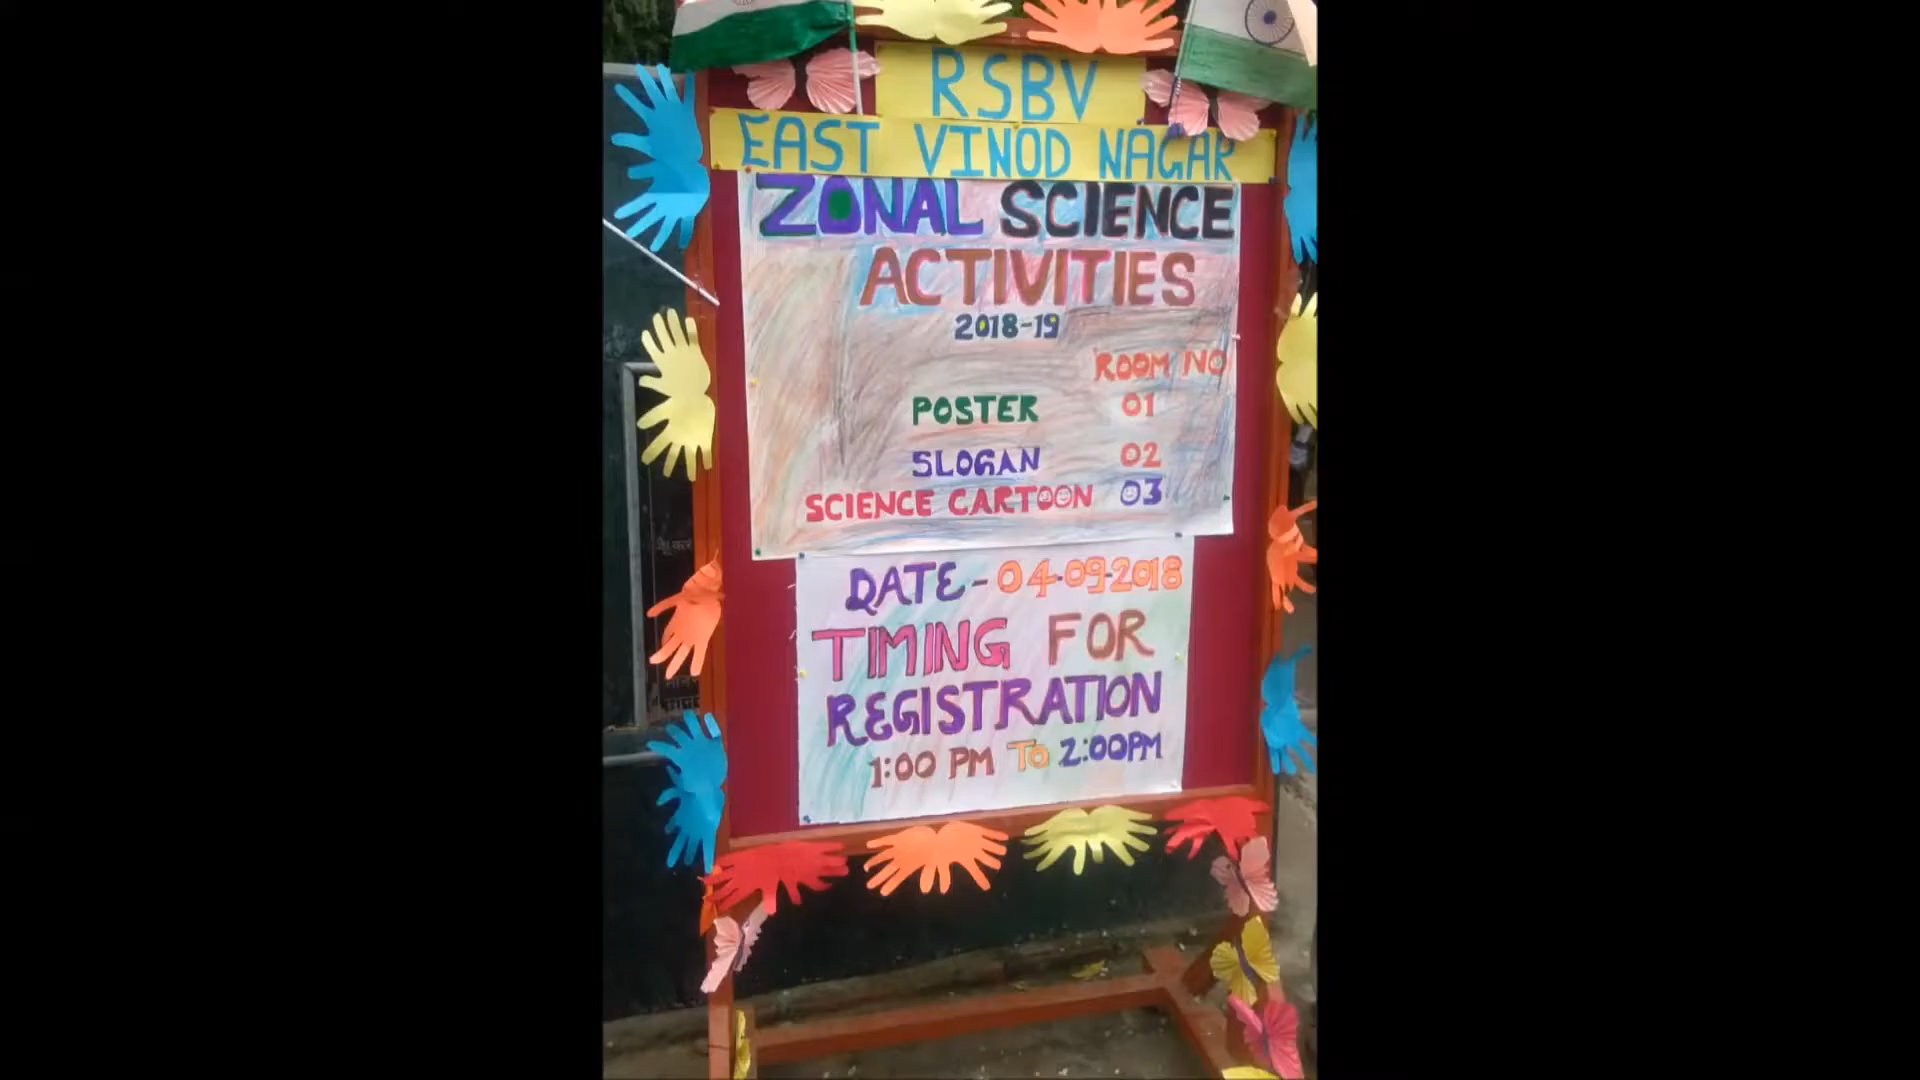 RSBV
EAST VINOD NAGAR
ZONAL SCIENCE
ACTIVITIES
2018-19
ROOM NO
POSTER 01
SLOGAN 02
SCIENCE CARTOON 03
DATE - 04-09-2018
TIMING FOR
REGISTRATION
1:00 PM TO 2:00PM